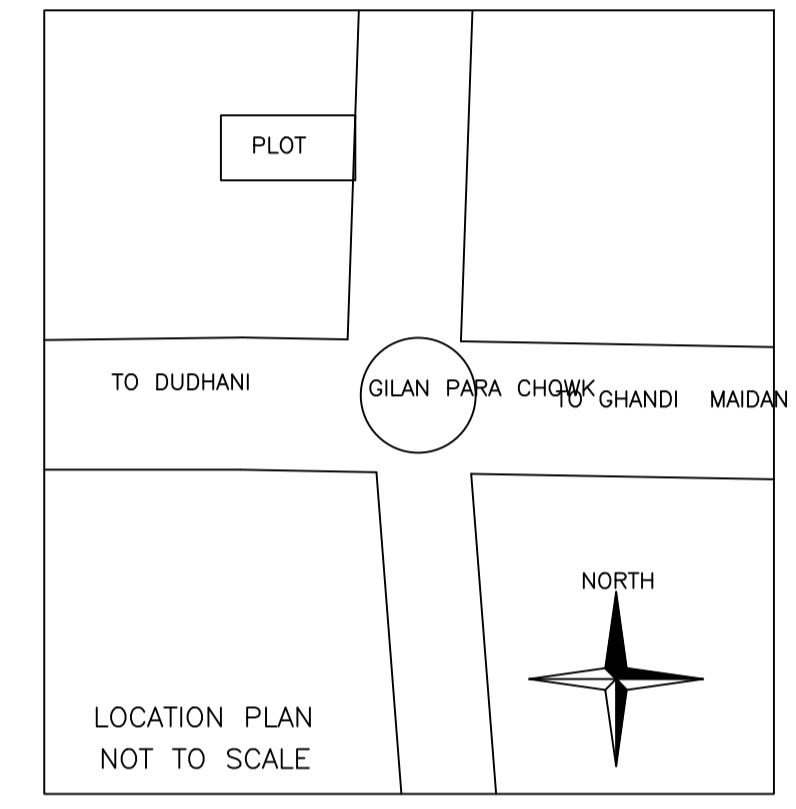 PLOT
TO DUDHANI
GILAN PARA CHOWK
TO GHANDI MAIDAN
NORTH
LOCATION PLAN
NOT TO SCALE